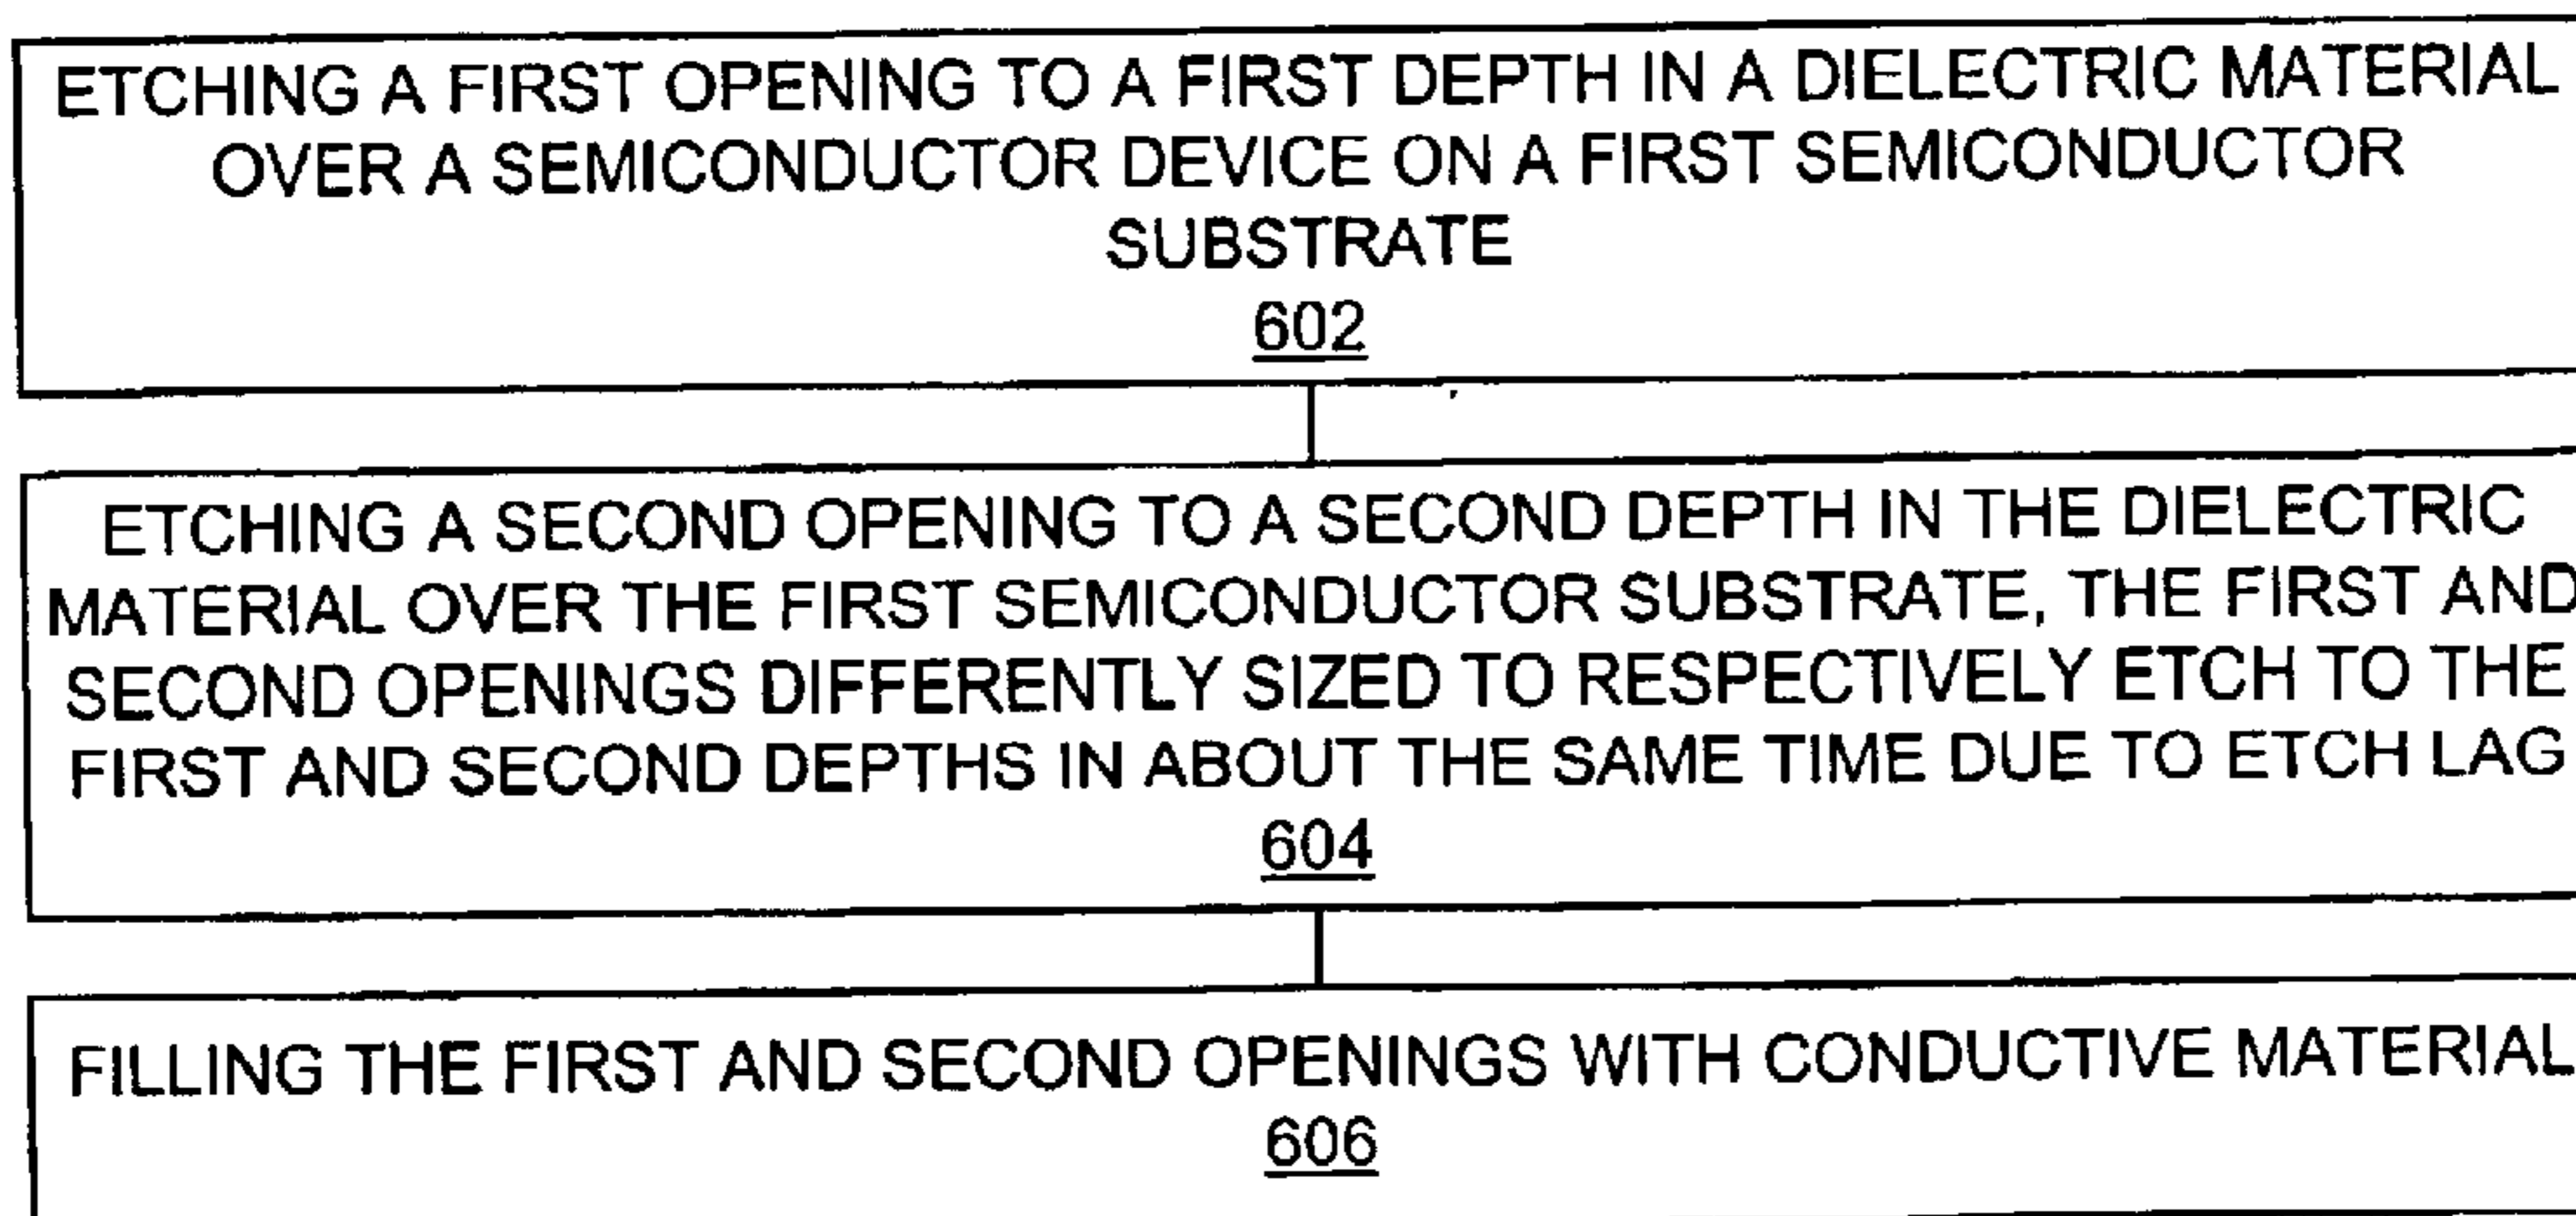 ETCHING A FIRST OPENING TO A FIRST DEPTH IN A DIELECTRIC MATERIAL
OVER A SEMICONDUCTOR DEVICE ON A FIRST SEMICONDUCTOR
SUBSTRATE
602
ETCHING A SECOND OPENING TO A SECOND DEPTH IN THE DIELECTRIC
MATERIAL OVER THE FIRST SEMICONDUCTOR SUBSTRATE, THE FIRST AND
SECOND OPENINGS DIFFERENTLY SIZED TO RESPECTIVELY ETCH TO THE
FIRST AND SECOND DEPTHS IN ABOUT THE SAME TIME DUE TO ETCH LAG
604
FILLING THE FIRST AND SECOND OPENINGS WITH CONDUCTIVE MATERIAL
606